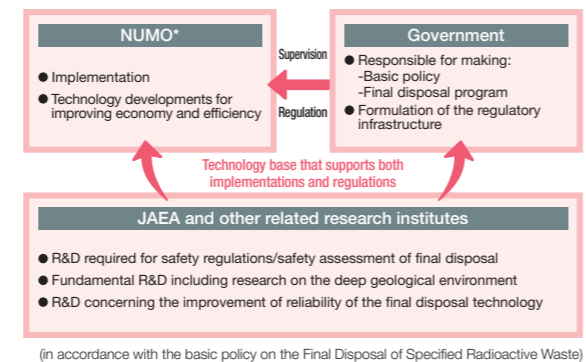 NUMO*
● Implementation
● Technology developments for
improving economy and efficiency
Supervision
Regulation
Government
● Responsible for making:
-Basic policy
-Final disposal program
● Formulation of the regulatory
infrastructure
Technology base that supports both
implementations and regulations
JAEA and other related research institutes
● R&D required for safety regulations/safety assessment of final disposal
● Fundamental R&D including research on the deep geological environment
● R&D concerning the improvement of reliability of the final disposal technology
(in accordance with the basic policy on the Final Disposal of Specified Radioactive Waste)